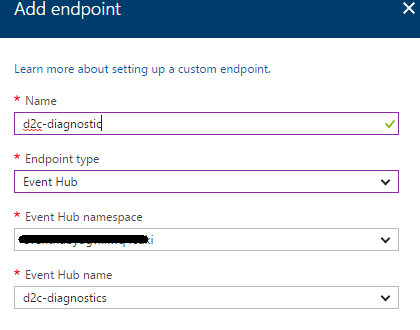 Add endpoint
Learn more about setting up a custom endpoint.
* Name
d2c-diagnostic
* Endpoint type
Event Hub
* Event Hub namespace
* Event Hub name
d2c-diagnostics